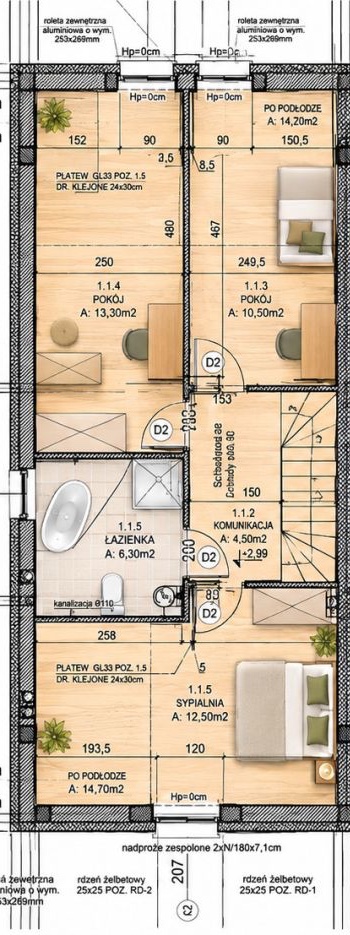 roleta zewnętrzna
aluminiowa o wym.
253x269mm
roleta zewnętrzna
aluminiowa o wym.
253x269mm
Hp=0cm
Hp=0c
Hp=0cm
Hp=0cm
PO PODŁODZE
A: 14,20m2
152
90
90
150,5
3,5
8,5
PŁATEW GL33 POZ. 1.5
DR. KLEJONE 24x30cm
480
467
250
249,5
1.1.4
POKÓJ
A: 13,30m2
1.1.3
POKÓJ
A: 10,50m2
D2
153
D2
150
1.1.2
KOMUNIKACJA
A: 4,50m2
+2,99
1.1.5
ŁAZIENKA
A: 6,30m2
200
D2
kanalizacja Ø110
D2
258
5
PŁATEW GL33 POZ. 1.5
DR. KLEJONE 24x30cm
1.1.5
SYPIALNIA
A: 12,50m2
193,5
120
PO PODŁODZE
A: 14,70m2
Hp=0cm
nadproże zespolone 2xN/180x7,1cm
zewnętrzna
o wym.
53x269mm
rdzeń żelbetowy
25x25 POZ. RD-2
207
rdzeń żelbetowy
25x25 POZ. RD-1